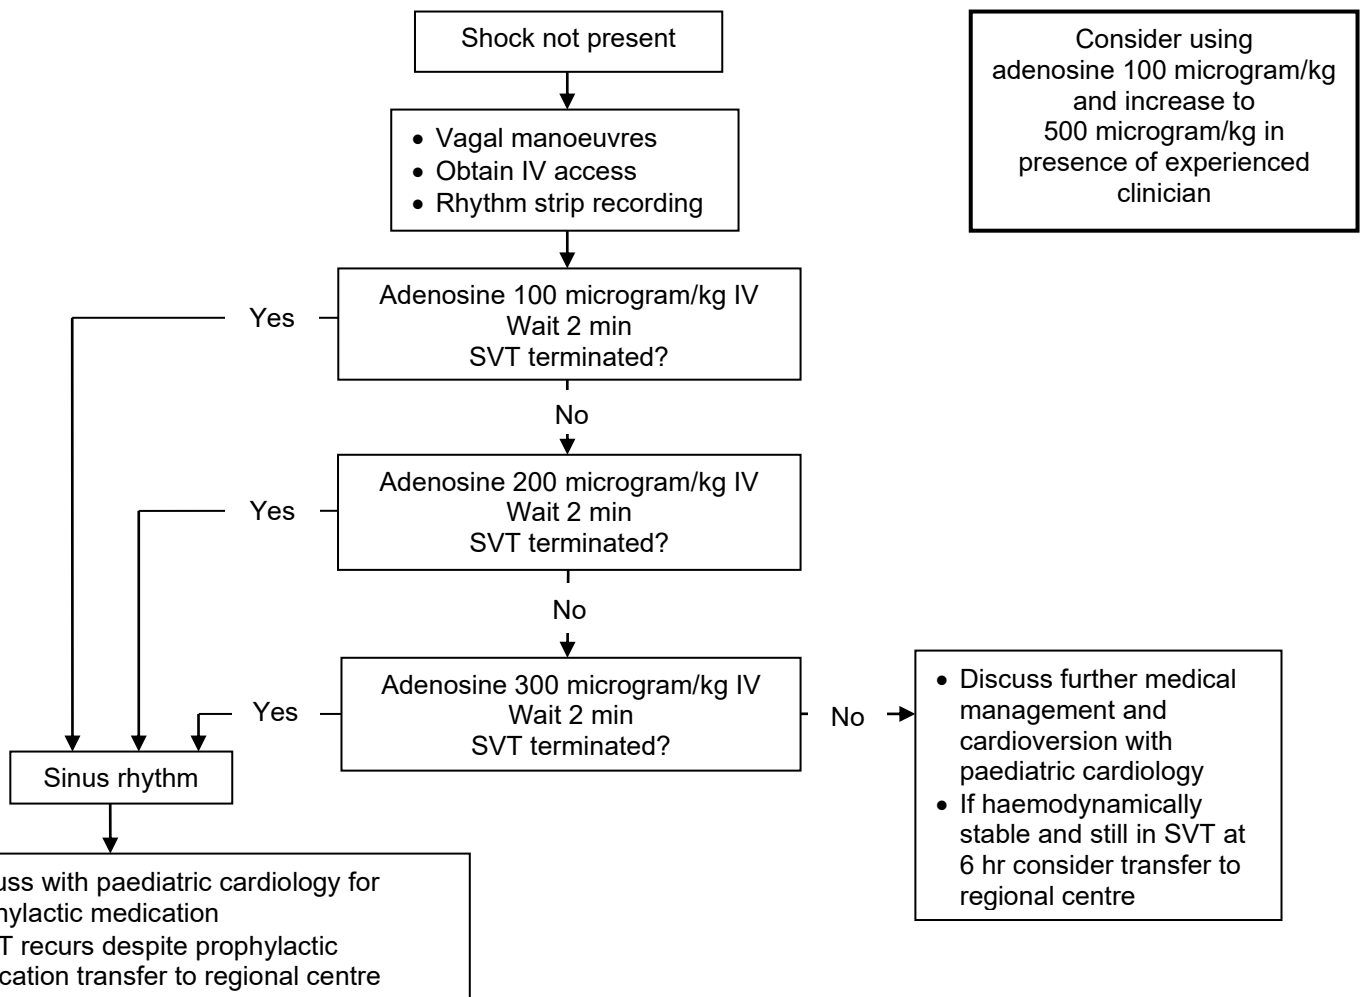 Shock not present
Consider using
adenosine 100 microgram/kg
and increase to
500 microgram/kg in
presence of experienced
clinician
• Vagal manoeuvres
• Obtain IV access
• Rhythm strip recording
Adenosine 100 microgram/kg IV
Wait 2 min
SVT terminated?
Yes
No
Adenosine 200 microgram/kg IV
Wait 2 min
SVT terminated?
Yes
No
Adenosine 300 microgram/kg IV
Wait 2 min
SVT terminated?
Yes
No
• Discuss further medical
management and
cardioversion with
paediatric cardiology
• If haemodynamically
stable and still in SVT at
6 hr consider transfer to
regional centre
Sinus rhythm
with paediatric cardiology for
medication
recurs despite prophylactic
transfer to regional centre